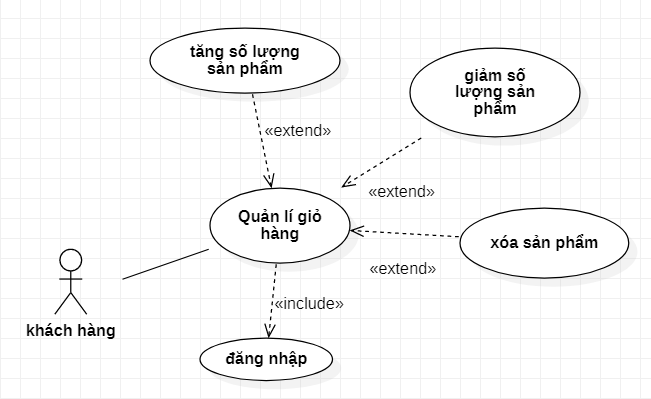 tăng số lượng
sản phẩm
giảm số
lượng sản
phẩm
«extend»
«extend»
Quản lí giỏ
hàng
xóa sản phẩm
«extend»
«include»
khách hàng
đăng nhập